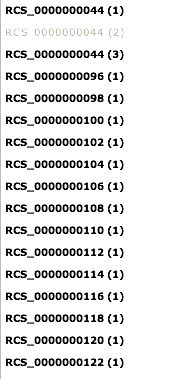 RCS_0000000044 (1)
RCS_0000000044 (2)
RCS_0000000044 (3)
RCS_0000000096 (1)
RCS_0000000098 (1)
RCS_0000000100 (1)
RCS_0000000102 (1)
RCS_0000000104 (1)
RCS_0000000106 (1)
RCS_0000000108 (1)
RCS_0000000110 (1)
RCS_0000000112 (1)
RCS_0000000114 (1)
RCS_0000000116 (1)
RCS_0000000118 (1)
RCS_0000000120 (1)
RCS_0000000122 (1)